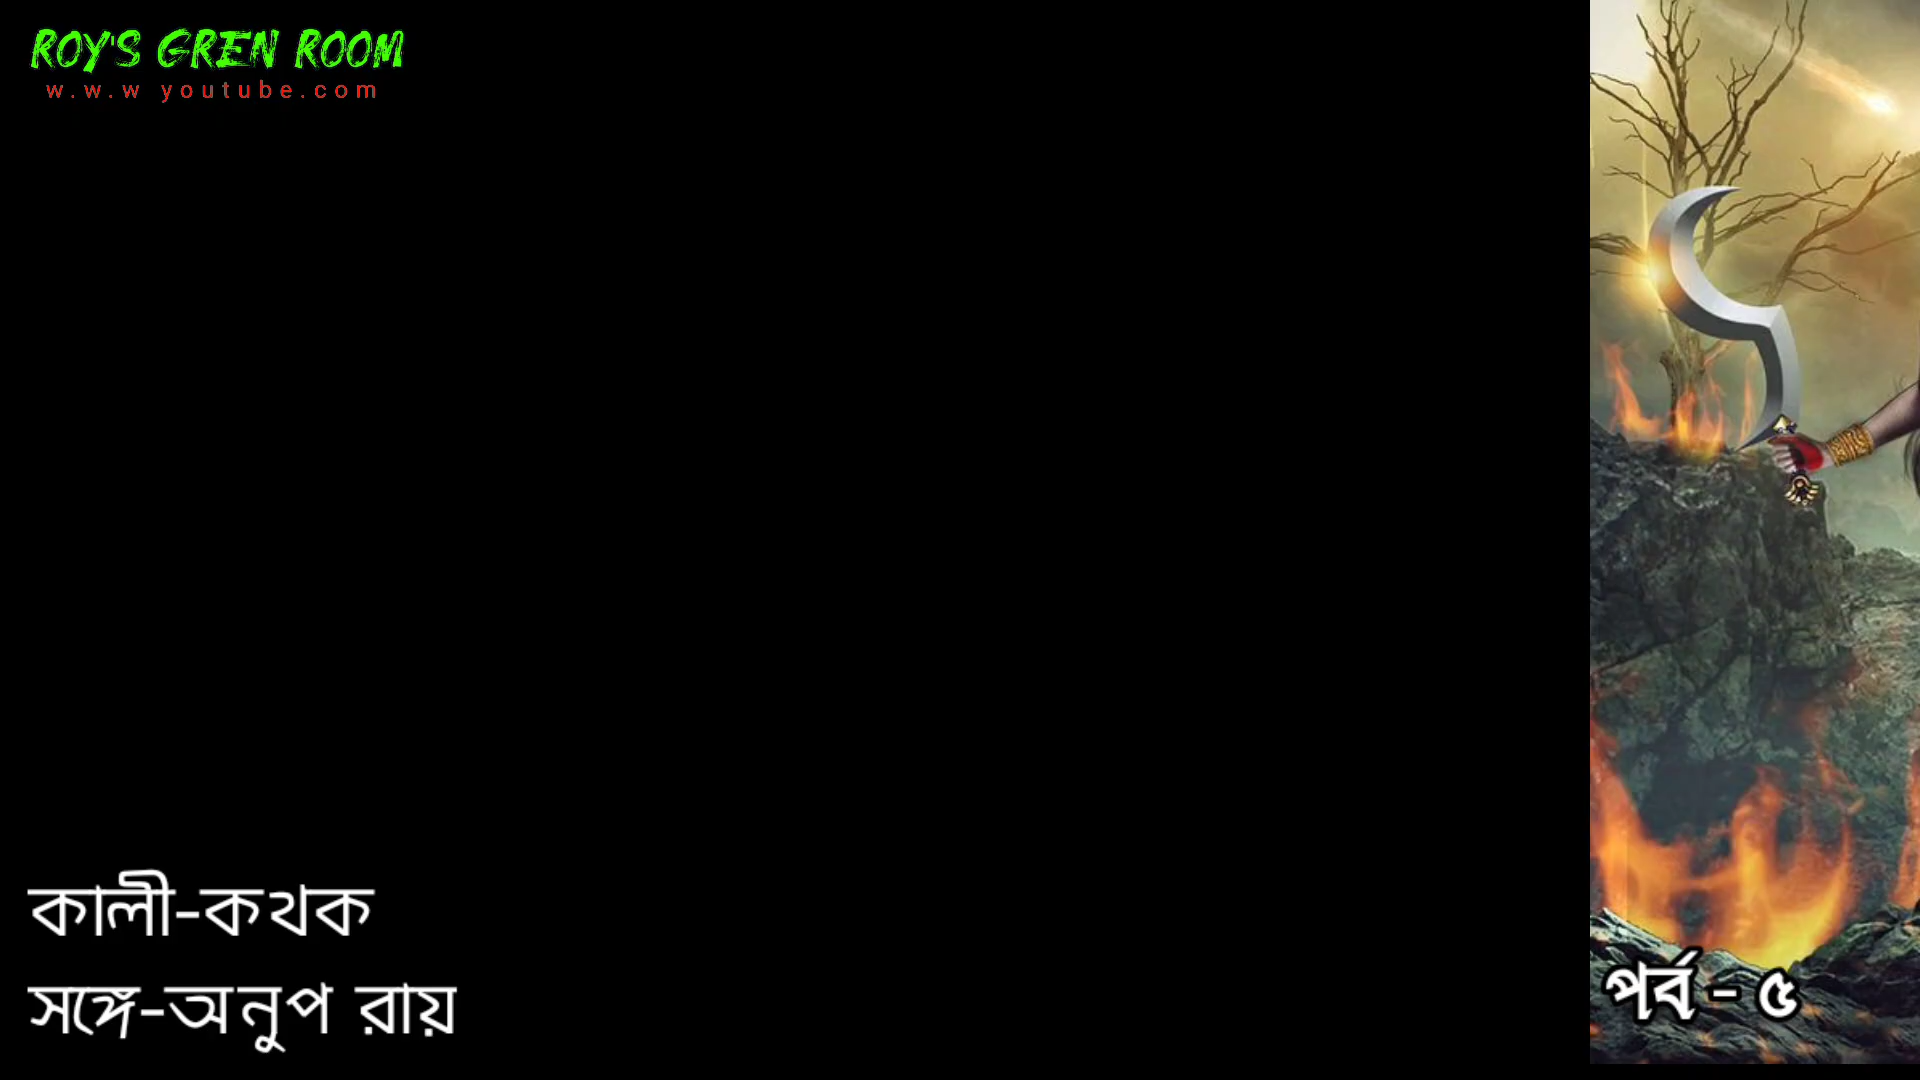 ROY'S GREN ROOM
w.w.w youtube.com
কালী-কথক
সঙ্গে-অনুপ রায়
পর্ব - ৫